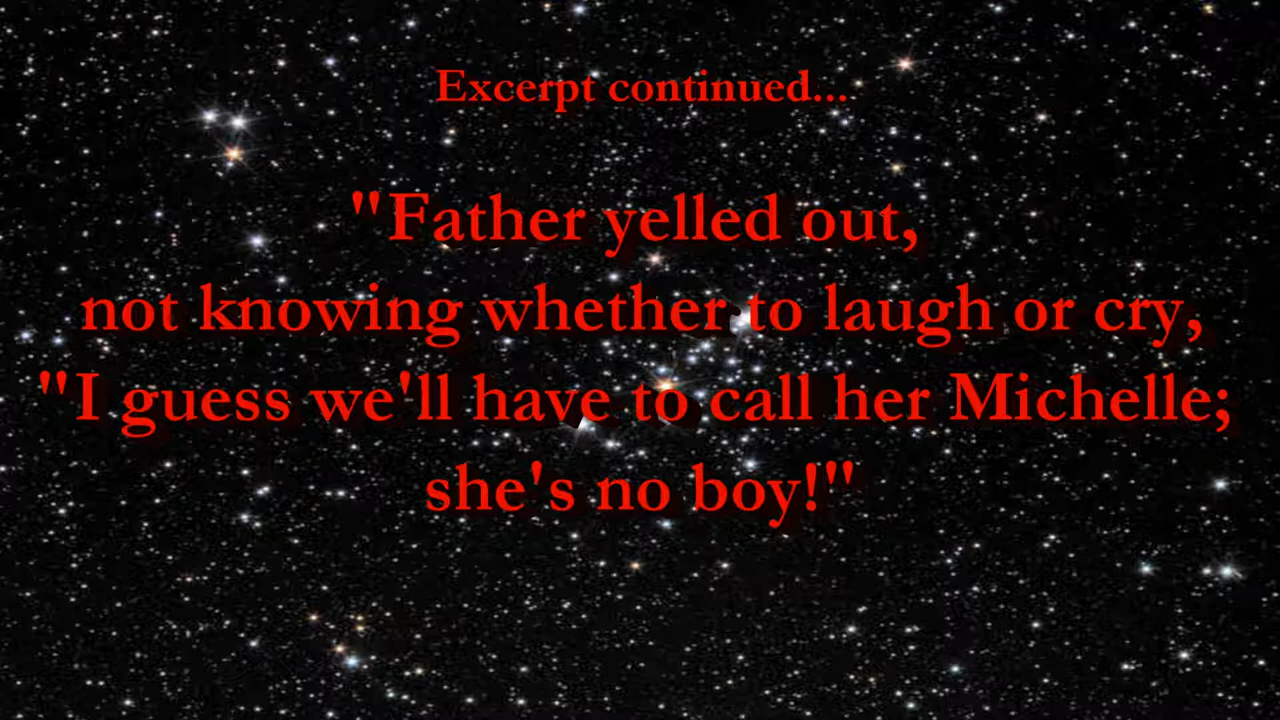 Excerpt continued...
"Father yelled out,
not knowing whether to laugh or cry,
"I guess we'll have to call her Michelle;
she's no boy!"